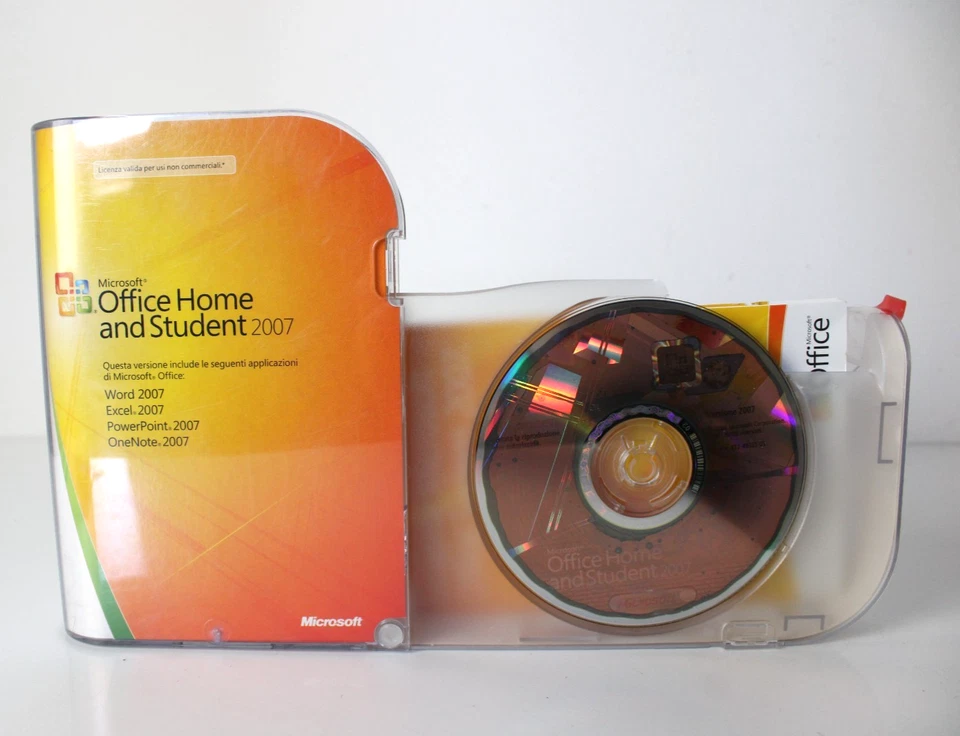 Licenza valida per usi non commerciali.*
Microsoft®
Office Home
and Student 2007
Questa versione include le seguenti applicazioni
di Microsoft® Office:
Word 2007
Excel® 2007
PowerPoint® 2007
OneNote® 2007
Microsoft
Microsoft®
Office
Office Home
and Student 2007